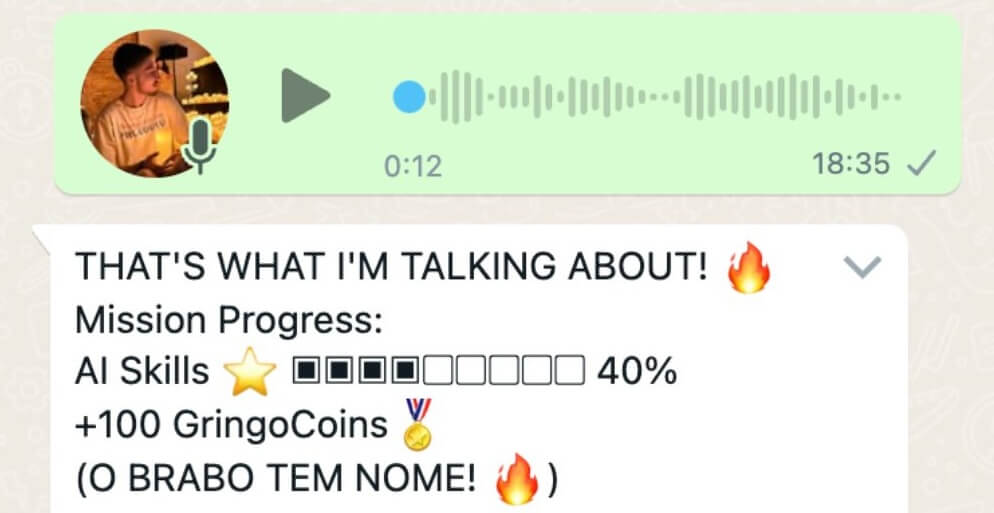 0:12
18:35
THAT'S WHAT I'M TALKING ABOUT! 🔥
Mission Progress:
AI Skills ⭐ ▣▣▣▣□□□□□ 40%
+100 GringoCoins 🏅
(O BRABO TEM NOME! 🔥)